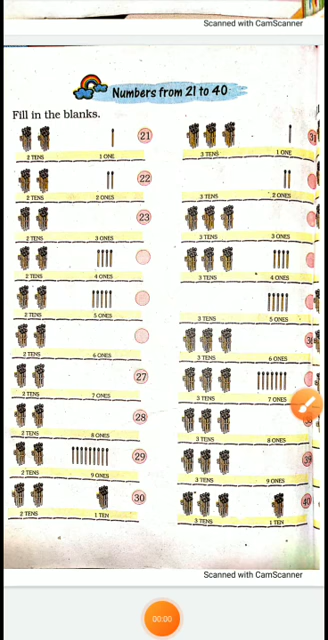 Scanned with CamScanner
Numbers from 21 to 40
Fill in the blanks.
21
31
2 TENS 1 ONE 3 TENS 1 ONE
22
2 TENS 2 ONES 3 TENS 2 ONES
23
2 TENS 3 ONES 3 TENS 3 ONES
2 TENS 4 ONES 3 TENS 4 ONES
2 TENS 5 ONES 3 TENS 5 ONES
2 TENS 6 ONES 3 TENS 6 ONES
27
2 TENS 7 ONES 3 TENS 7 ONES
28
2 TENS 8 ONES 3 TENS 8 ONES
29 39
2 TENS 9 ONES 3 TENS 9 ONES
30 40
2 TENS 1 TEN 3 TENS 1 TEN
Scanned with CamScanner
00:00